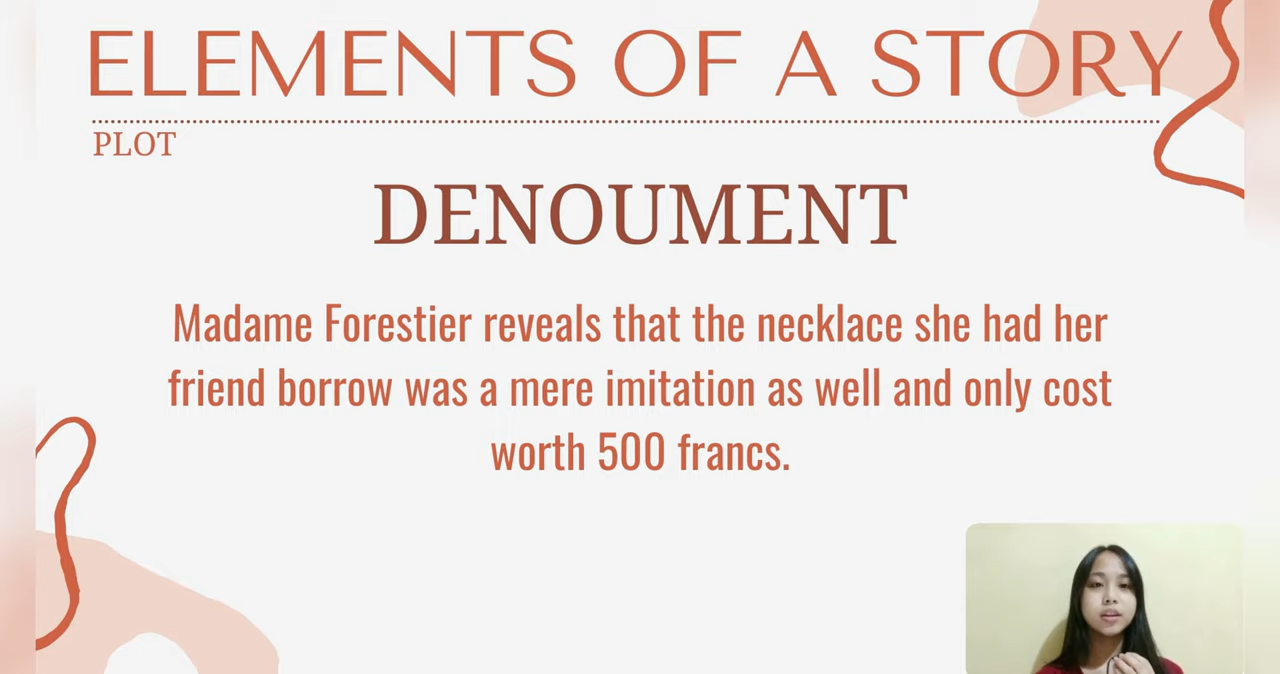 ELEMENTS OF A STORY
PLOT
DENOUMENT
Madame Forestier reveals that the necklace she had her
friend borrow was a mere imitation as well and only cost
worth 500 francs.